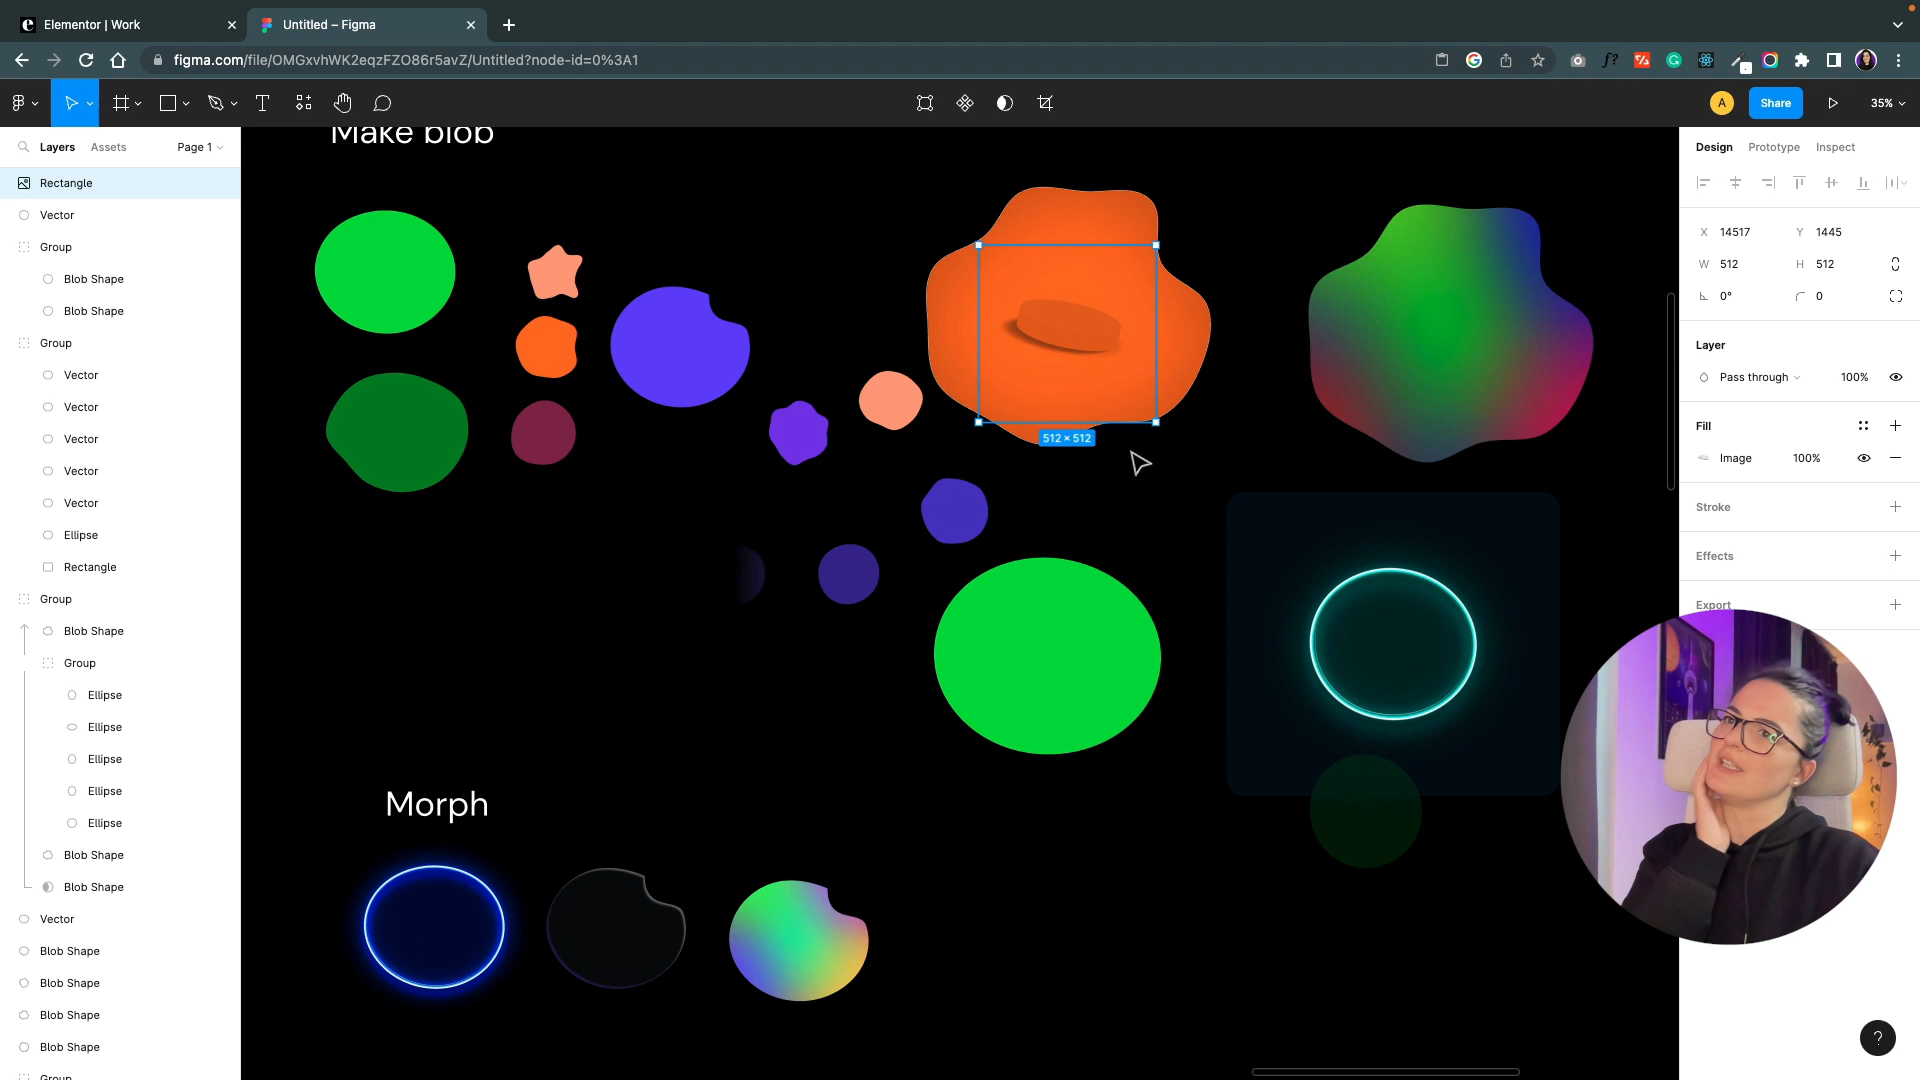 Elementor | Work
Untitled – Figma
figma.com/file/OMGxvhWK2eqzFZO86r5avZ/Untitled?node-id=0%3A1
f?
A
Share
35%
Layers
Assets
Page 1
Design
Prototype
Inspect
Rectangle
Vector
Group
Blob Shape
Blob Shape
Group
Vector
Vector
Vector
Vector
Vector
Ellipse
Rectangle
Group
Blob Shape
Group
Ellipse
Ellipse
Ellipse
Ellipse
Ellipse
Blob Shape
Blob Shape
Vector
Blob Shape
Blob Shape
Blob Shape
Blob Shape
Group
Make blob
512 × 512
Morph
X 14517 Y 1445
W 512 H 512
0° 0
Layer
Pass through 100%
Fill
Image 100%
Stroke
Effects
Export
?